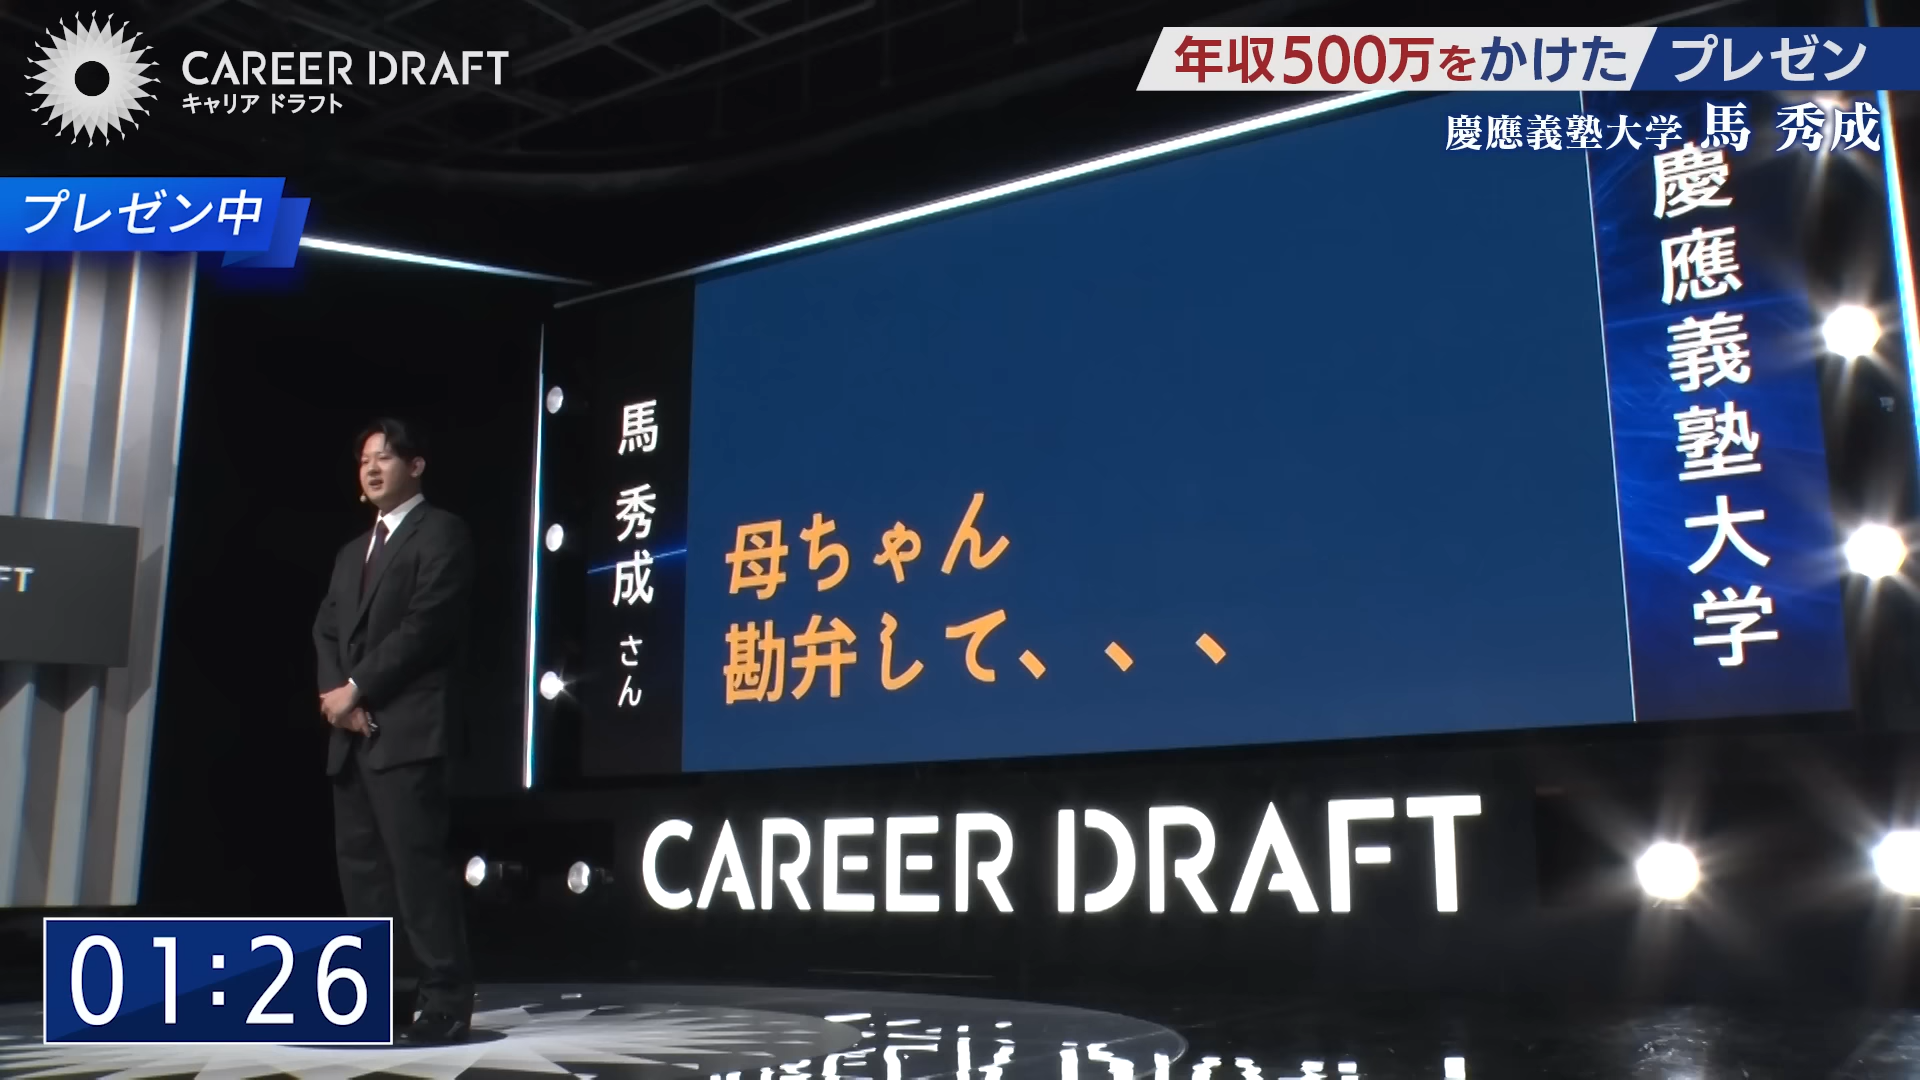 CAREER DRAFT
キャリア ドラフト
年収500万をかけた プレゼン
慶應義塾大学 馬 秀成
プレゼン中
馬 秀成 さん
母ちゃん
勘弁して、、、
慶應義塾大学
FT
CAREER DRAFT
01:26